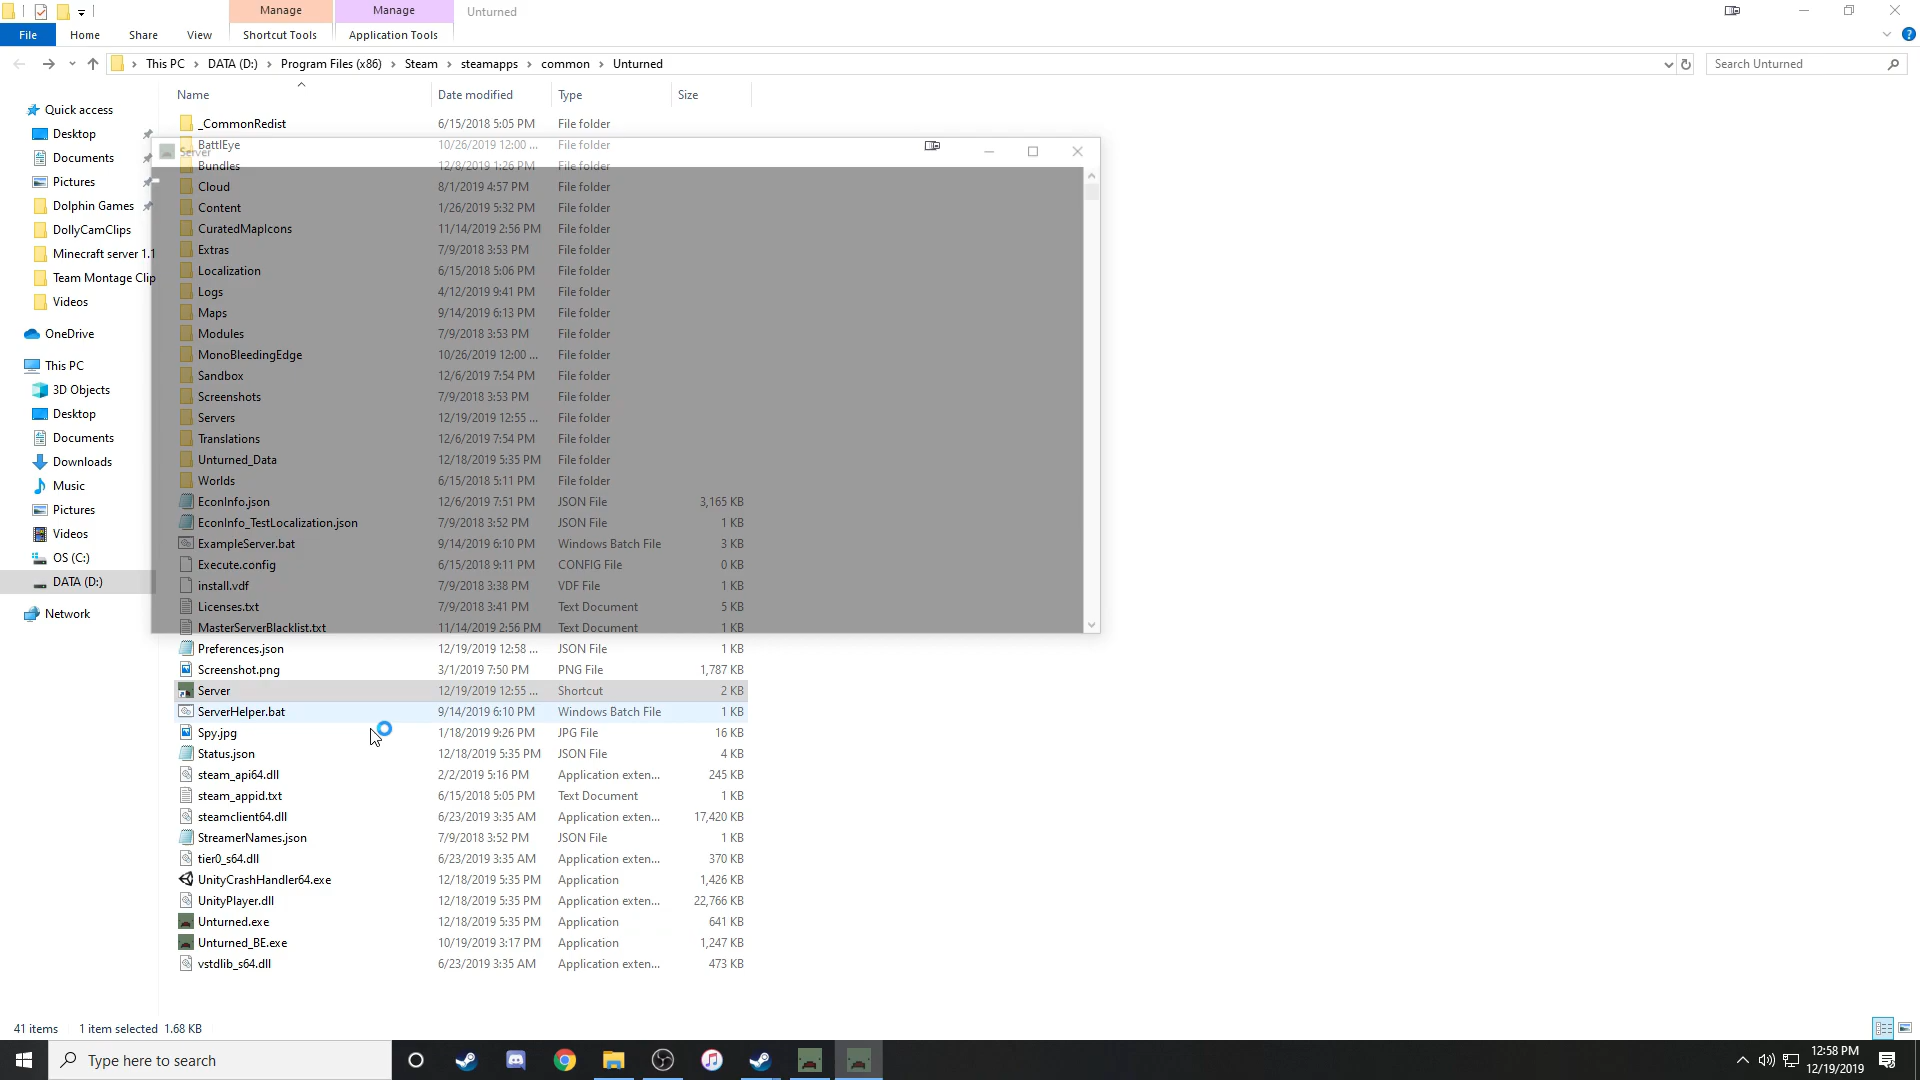 Manage Manage Unturned
File Home Share View Shortcut Tools Application Tools
This PC DATA (D:) Program Files (x86) Steam steamapps common Unturned Search Unturned
Name Date modified Type Size
Quick access
Desktop
Documents
Pictures
Dolphin Games
DollyCamClips
Minecraft server 1.1
Team Montage Clip
Videos
OneDrive
This PC
3D Objects
Desktop
Documents
Downloads
Music
Pictures
Videos
OS (C:)
DATA (D:)
Network
_CommonRedist 6/15/2018 5:05 PM File folder
Server
BattlEye 10/26/2019 12:00 ... File folder
Bundles 12/8/2019 1:26 PM File folder
Cloud 8/1/2019 4:57 PM File folder
Content 1/26/2019 5:32 PM File folder
CuratedMapIcons 11/14/2019 2:56 PM File folder
Extras 7/9/2018 3:53 PM File folder
Localization 6/15/2018 5:06 PM File folder
Logs 4/12/2019 9:41 PM File folder
Maps 9/14/2019 6:13 PM File folder
Modules 7/9/2018 3:53 PM File folder
MonoBleedingEdge 10/26/2019 12:00 ... File folder
Sandbox 12/6/2019 7:54 PM File folder
Screenshots 7/9/2018 3:53 PM File folder
Servers 12/19/2019 12:55 ... File folder
Translations 12/6/2019 7:54 PM File folder
Unturned_Data 12/18/2019 5:35 PM File folder
Worlds 6/15/2018 5:11 PM File folder
EconInfo.json 12/6/2019 7:51 PM JSON File 3,165 KB
EconInfo_TestLocalization.json 7/9/2018 3:52 PM JSON File 1 KB
ExampleServer.bat 9/14/2019 6:10 PM Windows Batch File 3 KB
Execute.config 6/15/2018 9:11 PM CONFIG File 0 KB
install.vdf 7/9/2018 3:38 PM VDF File 1 KB
Licenses.txt 7/9/2018 3:41 PM Text Document 5 KB
MasterServerBlacklist.txt 11/14/2019 2:56 PM Text Document 1 KB
Preferences.json 12/19/2019 12:58 ... JSON File 1 KB
Screenshot.png 3/1/2019 7:50 PM PNG File 1,787 KB
Server 12/19/2019 12:55 ... Shortcut 2 KB
ServerHelper.bat 9/14/2019 6:10 PM Windows Batch File 1 KB
Spy.jpg 1/18/2019 9:26 PM JPG File 16 KB
Status.json 12/18/2019 5:35 PM JSON File 4 KB
steam_api64.dll 2/2/2019 5:16 PM Application exten... 245 KB
steam_appid.txt 6/15/2018 5:05 PM Text Document 1 KB
steamclient64.dll 6/23/2019 3:35 AM Application exten... 17,420 KB
StreamerNames.json 7/9/2018 3:52 PM JSON File 1 KB
tier0_s64.dll 6/23/2019 3:35 AM Application exten... 370 KB
UnityCrashHandler64.exe 12/18/2019 5:35 PM Application 1,426 KB
UnityPlayer.dll 12/18/2019 5:35 PM Application exten... 22,766 KB
Unturned.exe 12/18/2019 5:35 PM Application 641 KB
Unturned_BE.exe 10/19/2019 3:17 PM Application 1,247 KB
vstdlib_s64.dll 6/23/2019 3:35 AM Application exten... 473 KB
41 items 1 item selected 1.68 KB
Type here to search
12:58 PM
12/19/2019